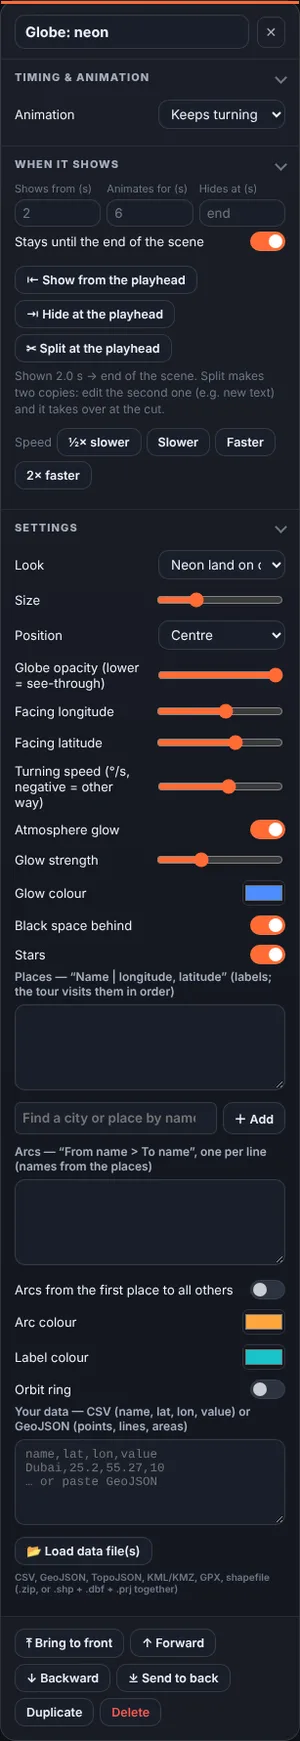 Globe: neon ×
TIMING & ANIMATION
Animation Keeps turning
WHEN IT SHOWS
Shows from (s) Animates for (s) Hides at (s)
2 6 end
Stays until the end of the scene
⇤ Show from the playhead
⇥ Hide at the playhead
✂ Split at the playhead
Shown 2.0 s → end of the scene. Split makes
two copies: edit the second one (e.g. new text)
and it takes over at the cut.
Speed ½× slower Slower Faster
2× faster
SETTINGS
Look Neon land on c
Size
Position Centre
Globe opacity (lower
= see-through)
Facing longitude
Facing latitude
Turning speed (°/s,
negative = other
way)
Atmosphere glow
Glow strength
Glow colour
Black space behind
Stars
Places — “Name | longitude, latitude” (labels;
the tour visits them in order)
Find a city or place by name + Add
Arcs — “From name > To name”, one per line
(names from the places)
Arcs from the first place to all others
Arc colour
Label colour
Orbit ring
Your data — CSV (name, lat, lon, value) or
GeoJSON (points, lines, areas)
name,lat,lon,value
Dubai,25.2,55.27,10
… or paste GeoJSON
📂 Load data file(s)
CSV, GeoJSON, TopoJSON, KML/KMZ, GPX, shapefile
(.zip, or .shp + .dbf + .prj together)
⤒ Bring to front ↑ Forward
↓ Backward ⤓ Send to back
Duplicate Delete